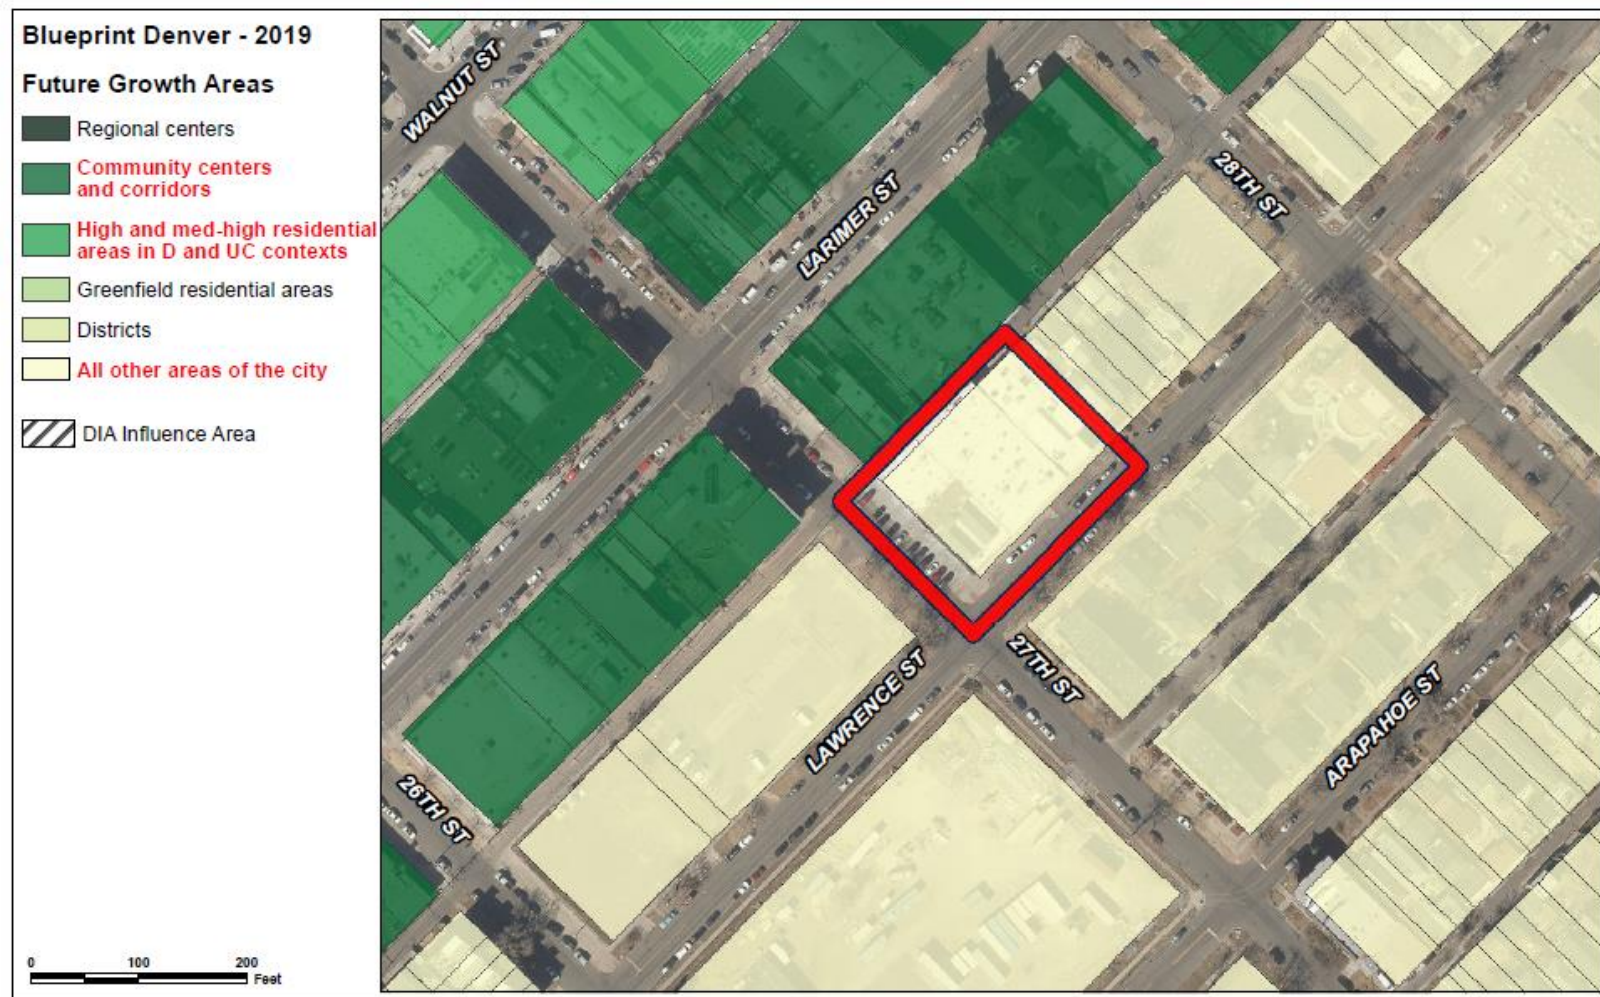 Blueprint Denver - 2019
Future Growth Areas
Regional centers
Community centers
and corridors
High and med-high residential
areas in D and UC contexts
Greenfield residential areas
Districts
All other areas of the city
DIA Influence Area
0 100 200
Feet
WALNUT ST
LARIMER ST
28TH ST
27TH ST
LAWRENCE ST
ARAPAHOE ST
26TH ST